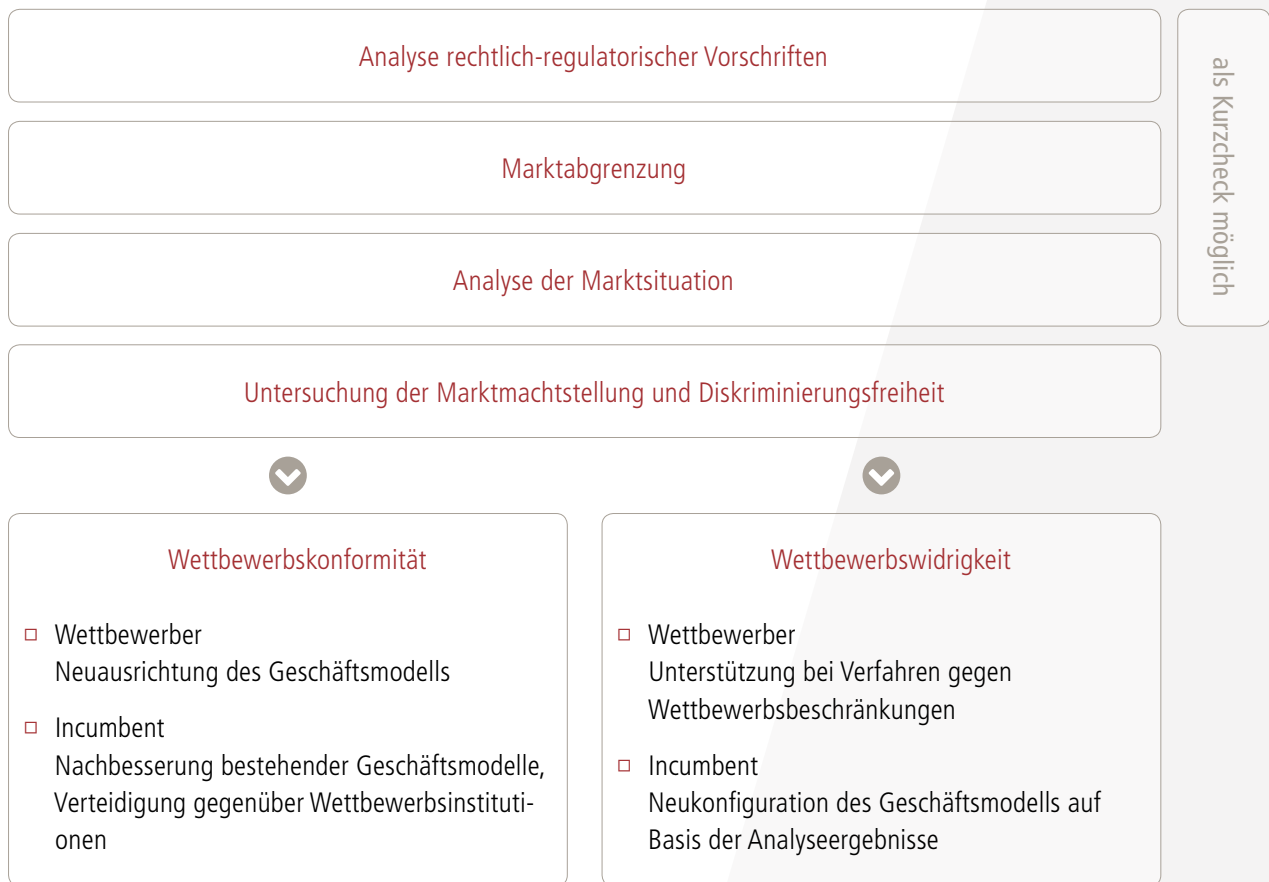 Analyse rechtlich-regulatorischer Vorschriften
als Kurzcheck möglich
Marktabgrenzung
Analyse der Marktsituation
Untersuchung der Marktmachtstellung und Diskriminierungsfreiheit
Wettbewerbskonformität
Wettbewerber
Neuausrichtung des Geschäftsmodells
Incumbent
Nachbesserung bestehender Geschäftsmodelle,
Verteidigung gegenüber Wettbewerbsinstituti-
onen
Wettbewerbswidrigkeit
Wettbewerber
Unterstützung bei Verfahren gegen
Wettbewerbsbeschränkungen
Incumbent
Neukonfiguration des Geschäftsmodells auf
Basis der Analyseergebnisse